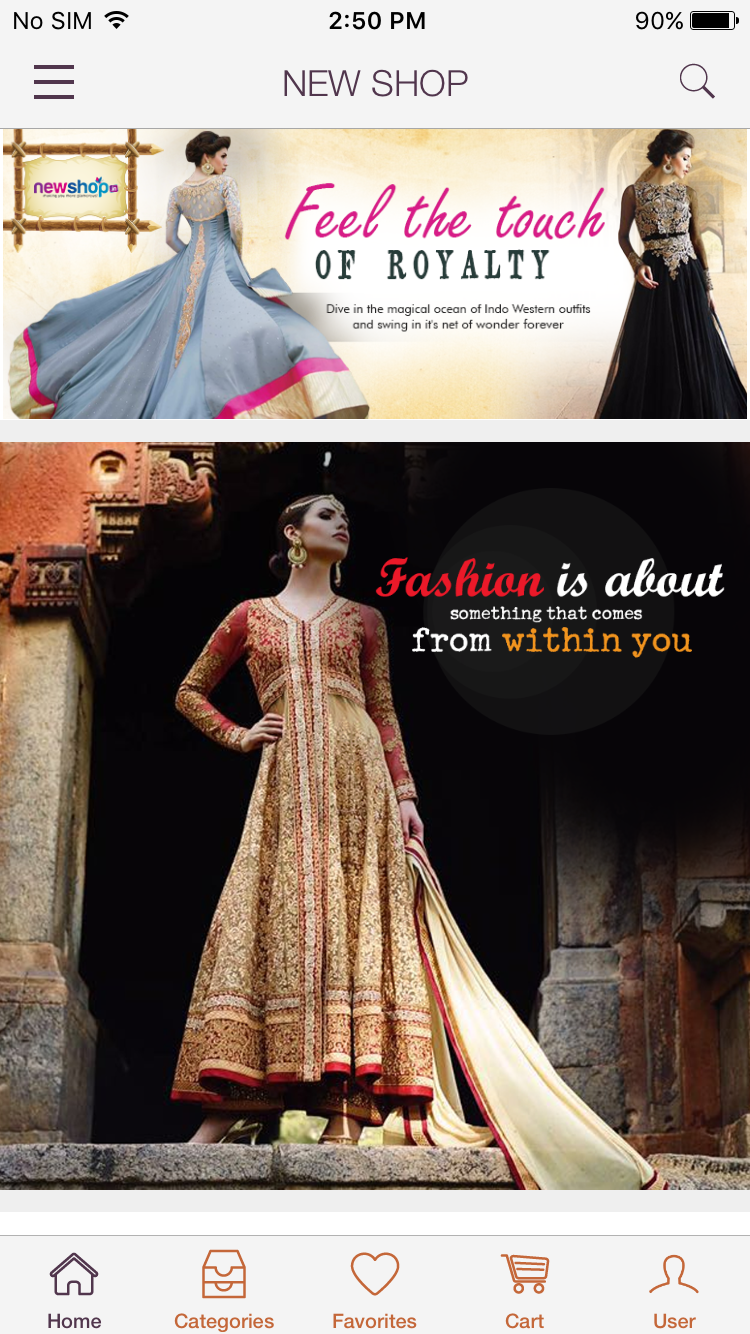 No SIM 2:50 PM 90%
NEW SHOP
newshop
Feel the touch
OF ROYALTY
Dive in the magical ocean of Indo Western outfits
and swing in it's net of wonder forever
Fashion is about
something that comes
from within you
Home Categories Favorites Cart User